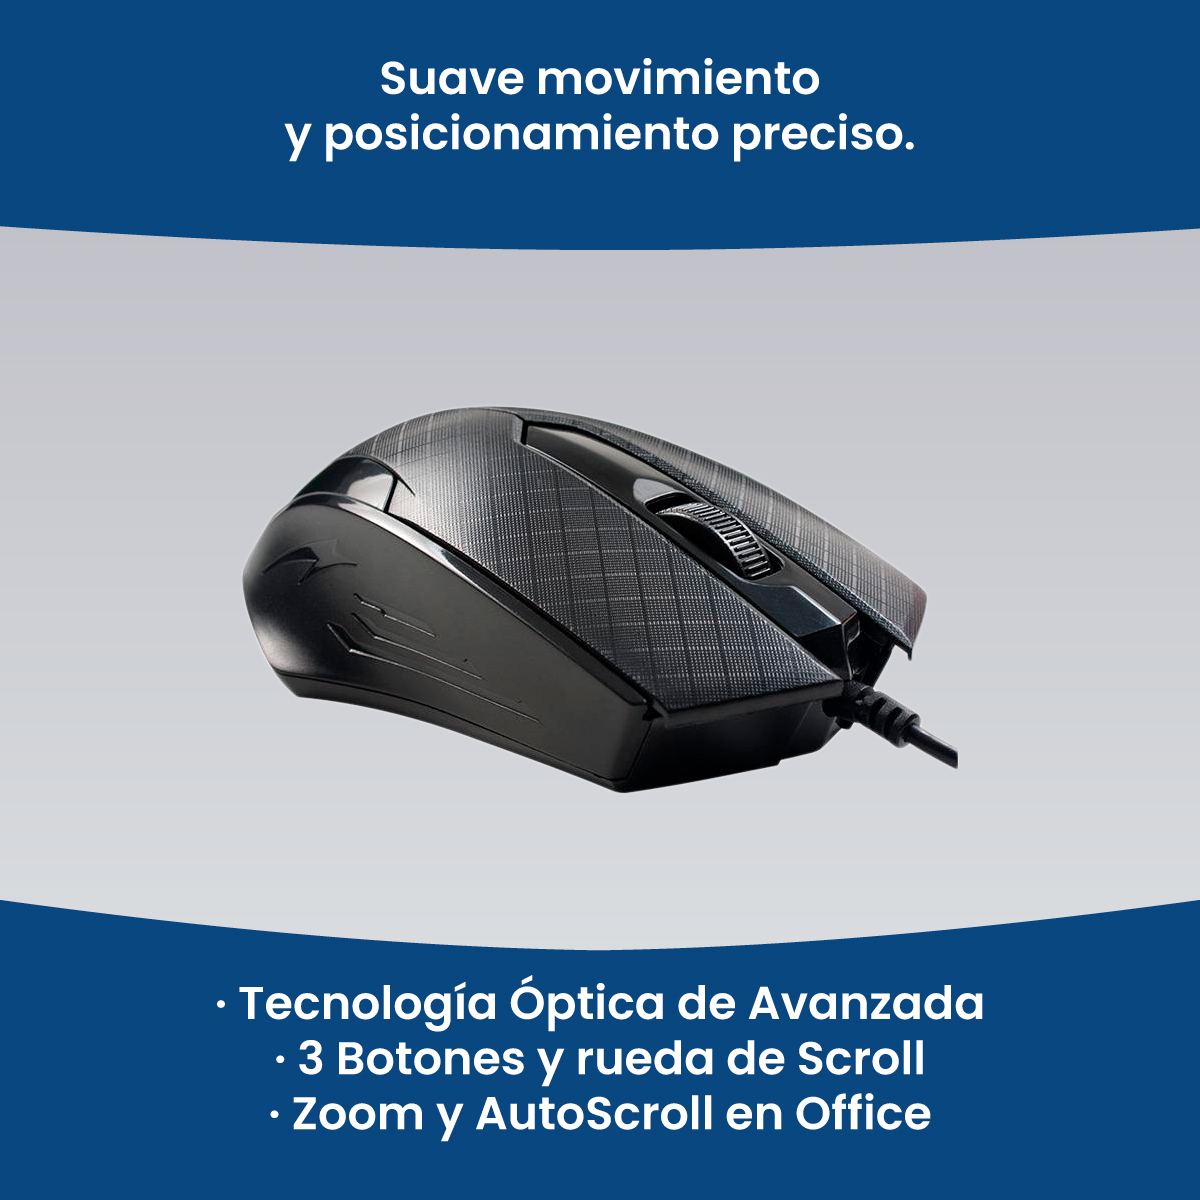 Suave movimiento
y posicionamiento preciso.
· Tecnología Óptica de Avanzada
· 3 Botones y rueda de Scroll
· Zoom y AutoScroll en Office